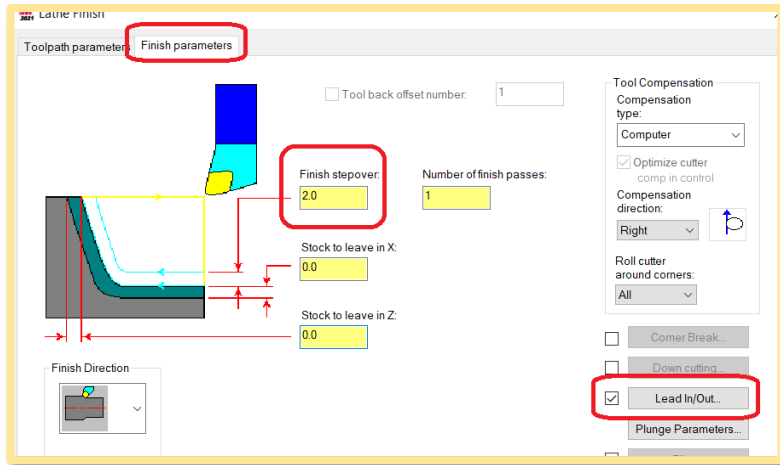 2021 Lathe Finish
Toolpath parameters
Finish parameters
Tool back offset number:
1
Finish stepover:
2.0
Number of finish passes:
1
Stock to leave in X:
0.0
Stock to leave in Z:
0.0
Finish Direction
Tool Compensation
Compensation
type:
Computer
Optimize cutter
comp in control
Compensation
direction:
Right
Roll cutter
around corners:
All
Corner Break...
Down cutting...
Lead In/Out...
Plunge Parameters...